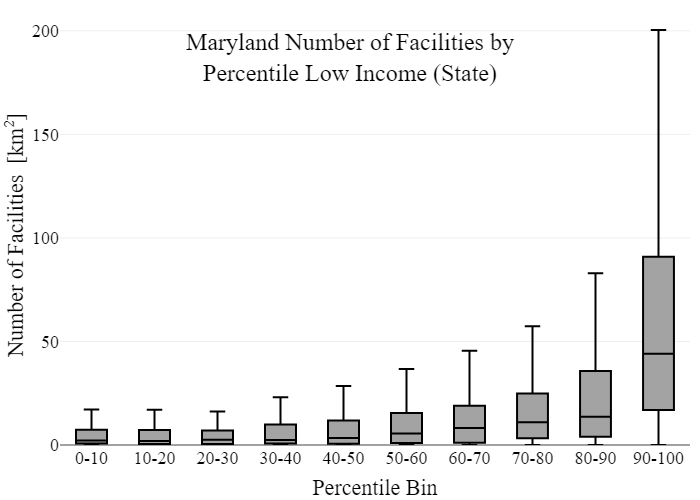 Maryland Number of Facilities by
Percentile Low Income (State)
Number of Facilities [km²]
200
150
100
50
0
0-10 10-20 20-30 30-40 40-50 50-60 60-70 70-80 80-90 90-100
Percentile Bin